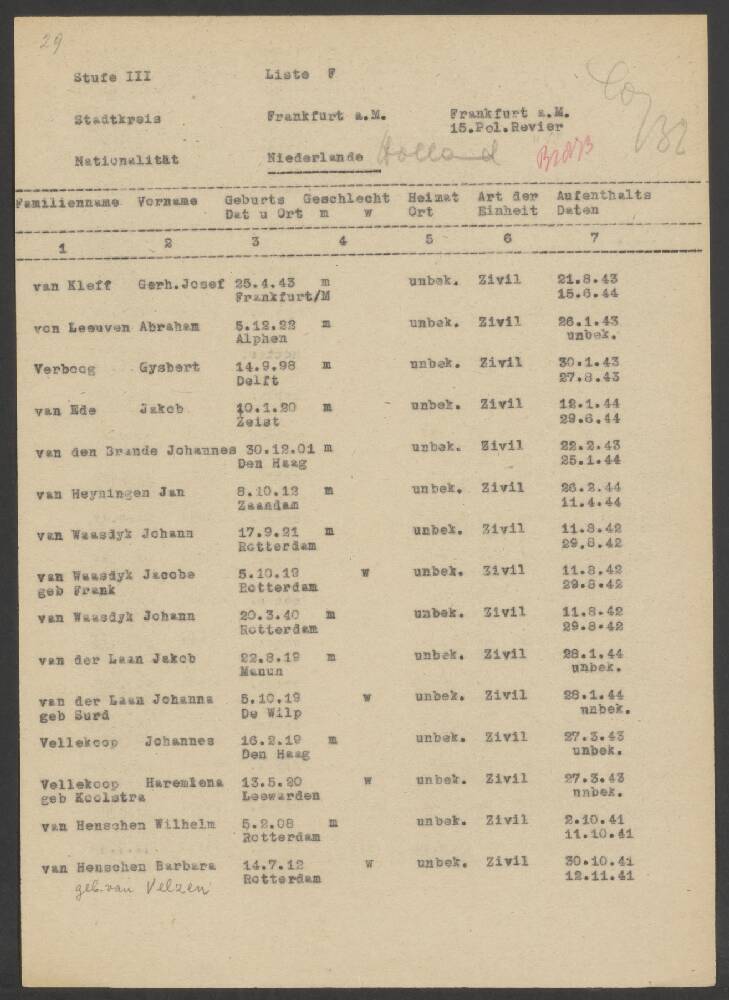 29
Stufe III Liste F
Stadtkreis Frankfurt a.M. Frankfurt a.M.
15.Pol.Revier
Nationalität Niederlande Holland
Familienname Vorname Geburts Geschlecht Heimat Art der Aufenthalts
Dat u Ort m w Ort Einheit Daten
1 2 3 4 5 6 7
van Kleff Gerh.Josef 25.4.43 m unbek. Zivil 21.8.43
Frankfurt/M 15.6.44
von Leeuven Abraham 5.12.22 m unbek. Zivil 26.1.43
Alphen unbek.
Verboog Gysbert 14.9.98 m unbek. Zivil 30.1.43
Delft 27.8.43
van Ede Jakob 10.1.20 m unbek. Zivil 12.1.44
Zeist 29.6.44
van den Brande Johannes 30.12.01 m unbek. Zivil 22.2.43
Den Haag 25.1.44
van Heyningen Jan 8.10.12 m unbek. Zivil 26.2.44
Zaandam 11.4.44
van Waasdyk Johann 17.9.21 m unbek. Zivil 11.8.42
Rotterdam 29.8.42
van Waasdyk Jacobe 5.10.19 w unbek. Zivil 11.8.42
geb Frank Rotterdam 29.8.42
van Waasdyk Johann 20.3.40 m unbek. Zivil 11.8.42
Rotterdam 29.8.42
van der Laan Jakob 22.8.19 m unbek. Zivil 28.1.44
Manun unbek.
van der Laan Johanna 5.10.19 w unbek. Zivil 28.1.44
geb Surd De Wilp unbek.
Vellekoop Johannes 16.2.19 m unbek. Zivil 27.3.43
Den Haag unbek.
Vellekoop Haremlena 13.5.20 w unbek. Zivil 27.3.43
geb Koolstra Leewarden unbek.
van Henschen Wilhelm 5.2.08 m unbek. Zivil 2.10.41
Rotterdam 11.10.41
van Henschen Barbara 14.7.12 w unbek. Zivil 30.10.41
geb. van Velzen Rotterdam 12.11.41